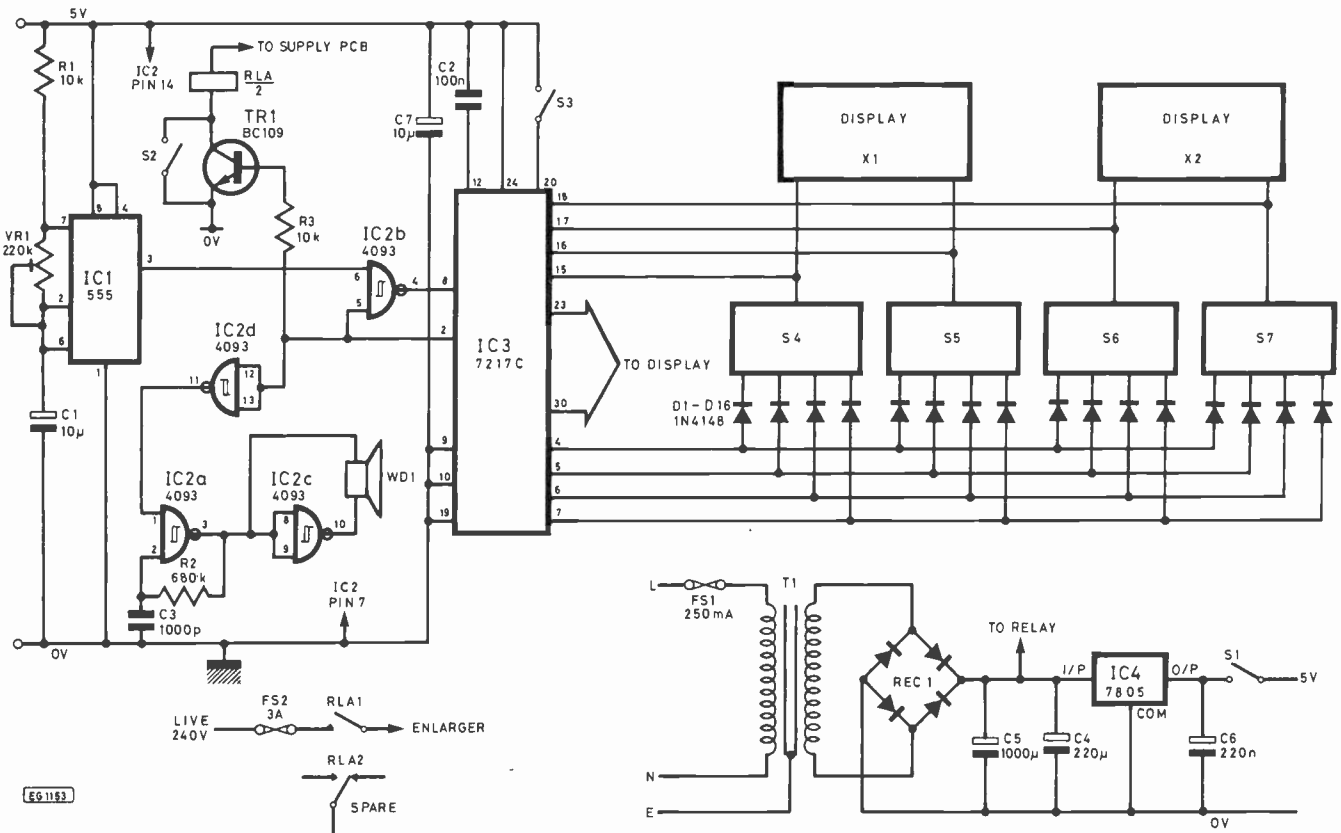 5V
R1
10k
IC2
PIN 14
TO SUPPLY PCB
RLA
2
TR1
BC109
S2
0V
R3
10k
VR1
220k
7
2
6
8
4
3
1
IC1
555
C1
10µ
IC2b
4093
6
5
4
IC2d
4093
11
12
13
IC2a
4093
1
2
3
R2
680k
C3
1000p
IC2c
4093
8
9
10
WD1
IC2
PIN 7
0V
C7
10µ
C2
100n
S3
12
24
20
8
2
9
10
19
IC3
7217C
18
17
16
15
23
30
4
5
6
7
TO DISPLAY
DISPLAY
X1
DISPLAY
X2
S4
S5
S6
S7
D1-D16
1N4148
LIVE
240V
FS2
3A
RLA1
ENLARGER
RLA2
SPARE
EG1153
L
FS1
250mA
T1
N
E
REC 1
TO RELAY
C5
1000µ
C4
220µ
I/P
IC4
7805
O/P
COM
C6
220n
S1
5V
0V